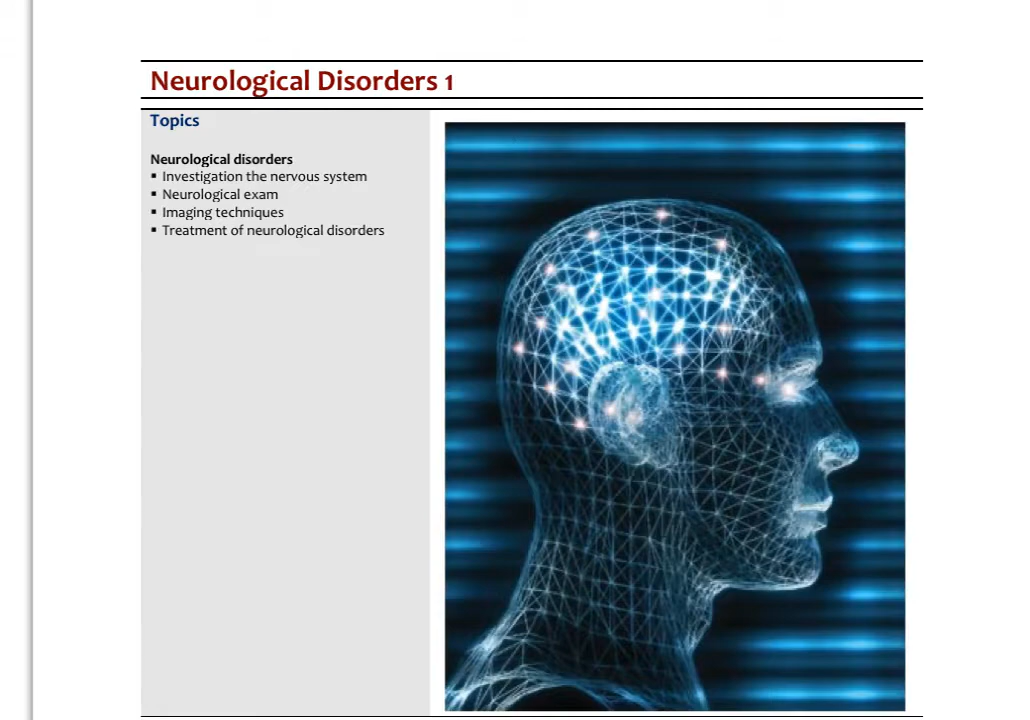 Neurological Disorders 1
Topics
Neurological disorders
▪ Investigation the nervous system
▪ Neurological exam
▪ Imaging techniques
▪ Treatment of neurological disorders